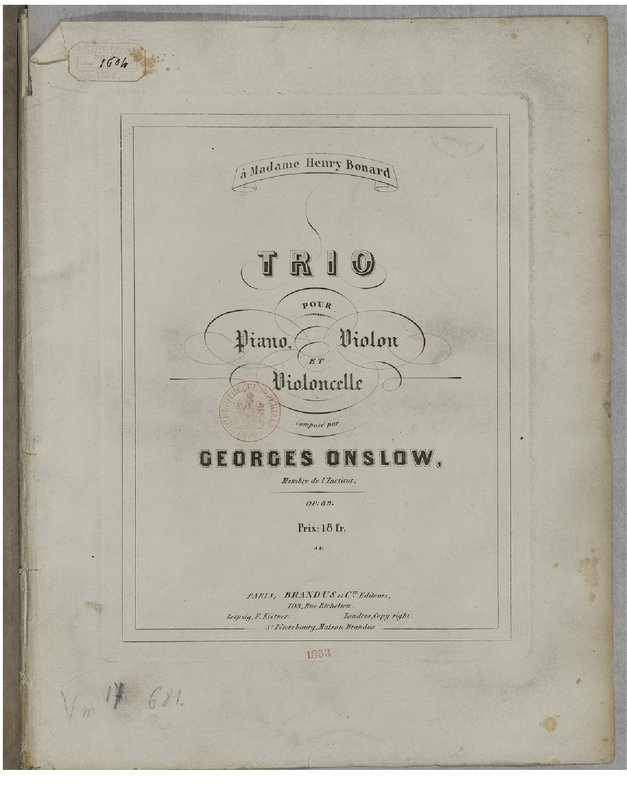 1604
à Madame Henry Bonard
TRIO
POUR
Piano, Violon
ET
Violoncelle
composé par
GEORGES ONSLOW,
Membre de l'Institut.
OP: 83.
Prix: 18 fr.
PARIS, BRANDUS et Cie Editeurs,
103, Rue Richelieu.
Leipzig, F. Kistner. Londres, Copy right.
St Pétersbourg, Maison Brandus
1853
Vm 17 681.